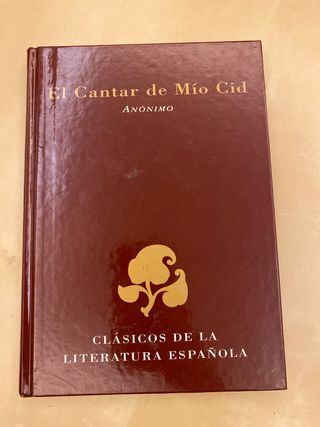 El Cantar de Mío Cid
ANÓNIMO
CLÁSICOS DE LA
LITERATURA ESPAÑOLA